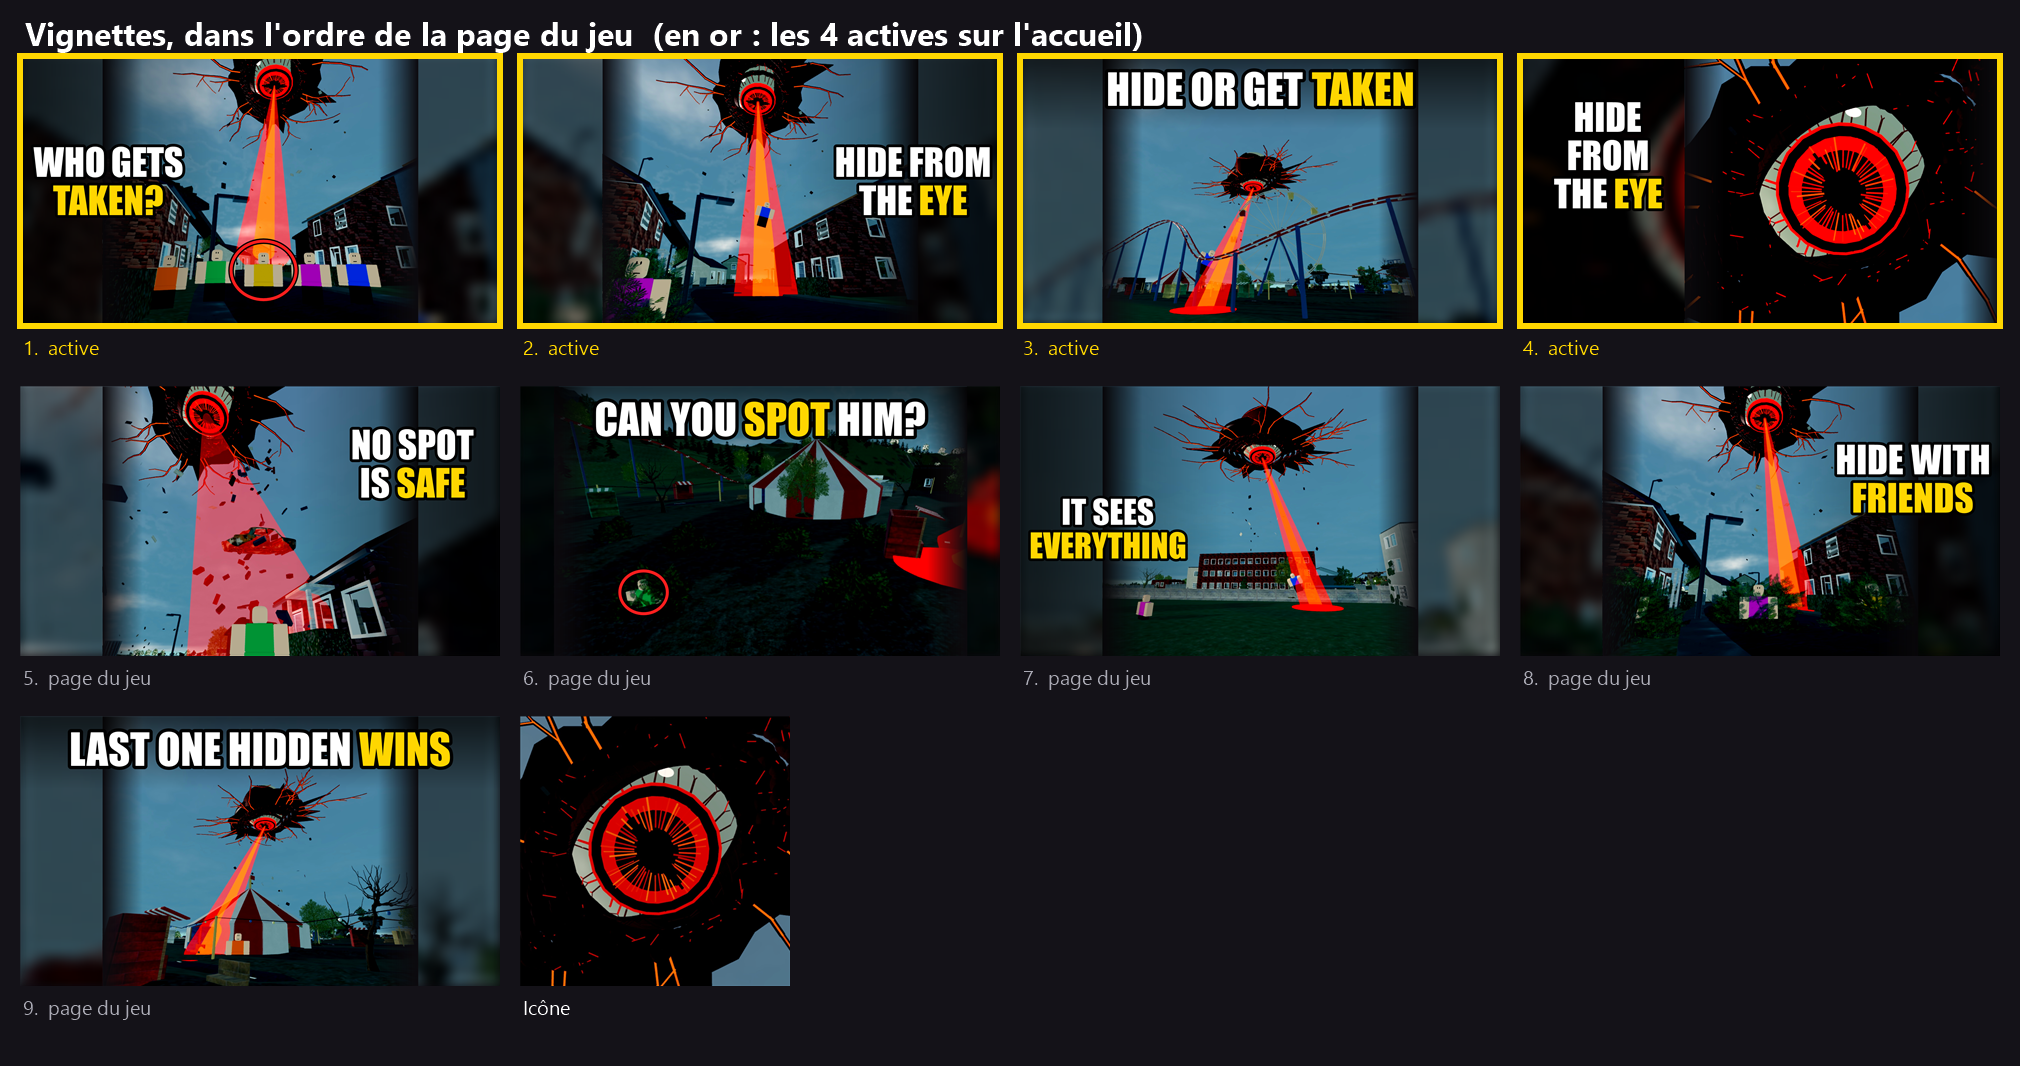 Vignettes, dans l'ordre de la page du jeu (en or : les 4 actives sur l'accueil)
WHO GETS
TAKEN?
HIDE FROM
THE EYE
HIDE OR GET TAKEN
HIDE
FROM
THE EYE
1. active
2. active
3. active
4. active
NO SPOT
IS SAFE
CAN YOU SPOT HIM?
IT SEES
EVERYTHING
HIDE WITH
FRIENDS
5. page du jeu
6. page du jeu
7. page du jeu
8. page du jeu
LAST ONE HIDDEN WINS
9. page du jeu
Icône